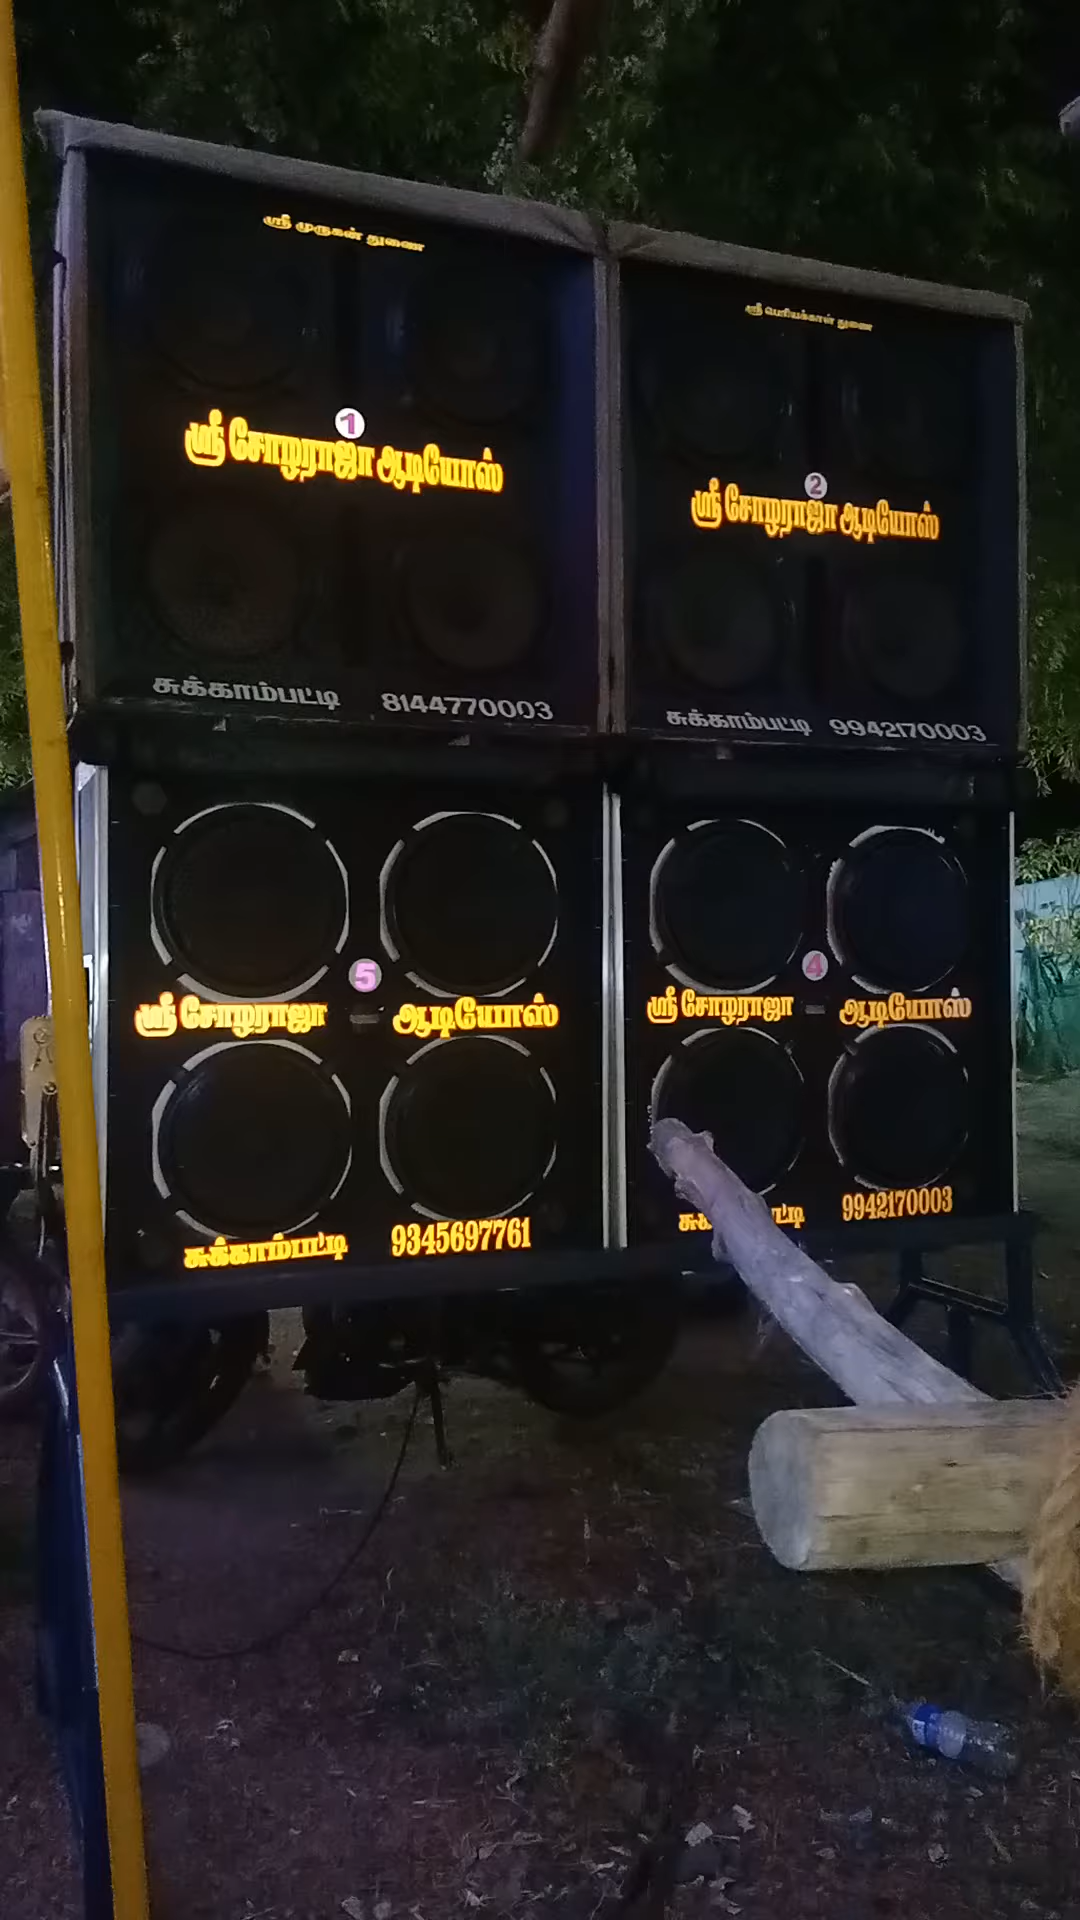 ஸ்ரீ முருகன் துணை
1
ஸ்ரீ சோழராஜா ஆடியோஸ்
சுக்காம்பட்டி 8144770003
ஸ்ரீ பெரியக்காள் துணை
2
ஸ்ரீ சோழராஜா ஆடியோஸ்
சுக்காம்பட்டி 9942170003
5
ஸ்ரீ சோழராஜா ஆடியோஸ்
சுக்காம்பட்டி 9345697761
4
ஸ்ரீ சோழராஜா ஆடியோஸ்
9942170003